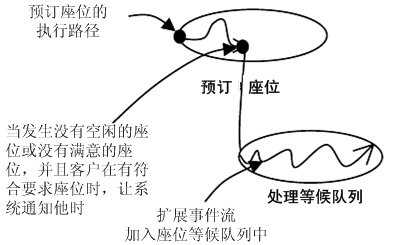 预订座位的
执行路径
预订
座位
当发生没有空闲的座
位或没有满意的座
位，并且客户在有符
合要求座位时，让系
统通知他时
处理等候队列
扩展事件流
加入座位等候队列中